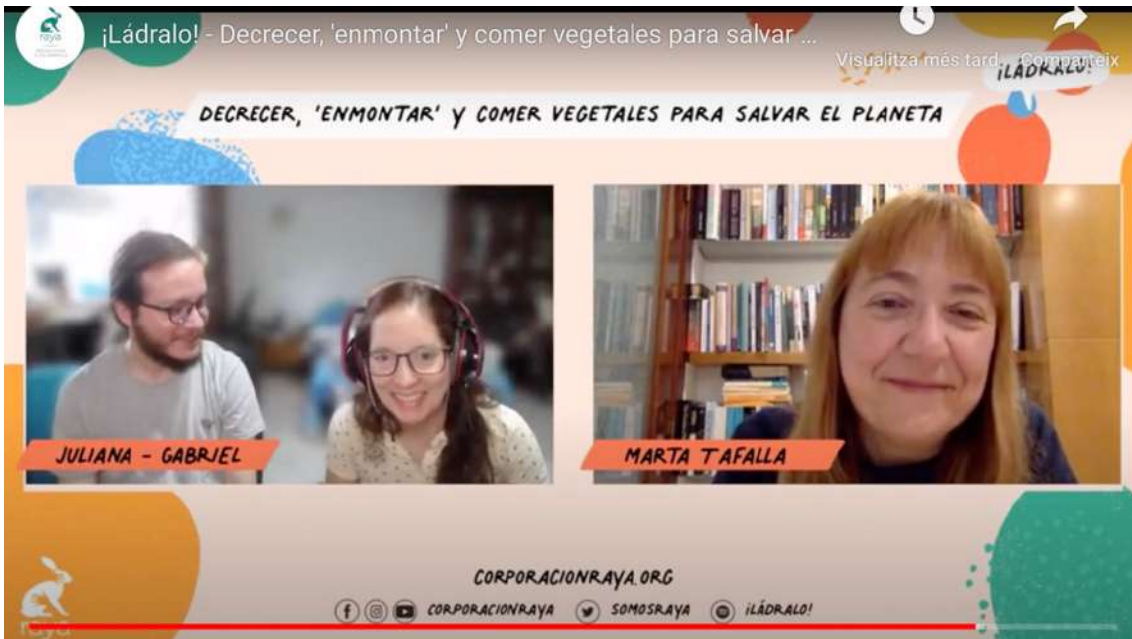 raya
¡Ládralo! - Decrecer, 'enmontar' y comer vegetales para salvar ...
Visualitza més tard
Comparteix
¡LÁDRALO!
DECRECER, 'ENMONTAR' Y COMER VEGETALES PARA SALVAR EL PLANETA
JULIANA - GABRIEL
MARTA TAFALLA
CORPORACIONRAYA.ORG
CORPORACIONRAYA SOMOSRAYA ¡LÁDRALO!
raya